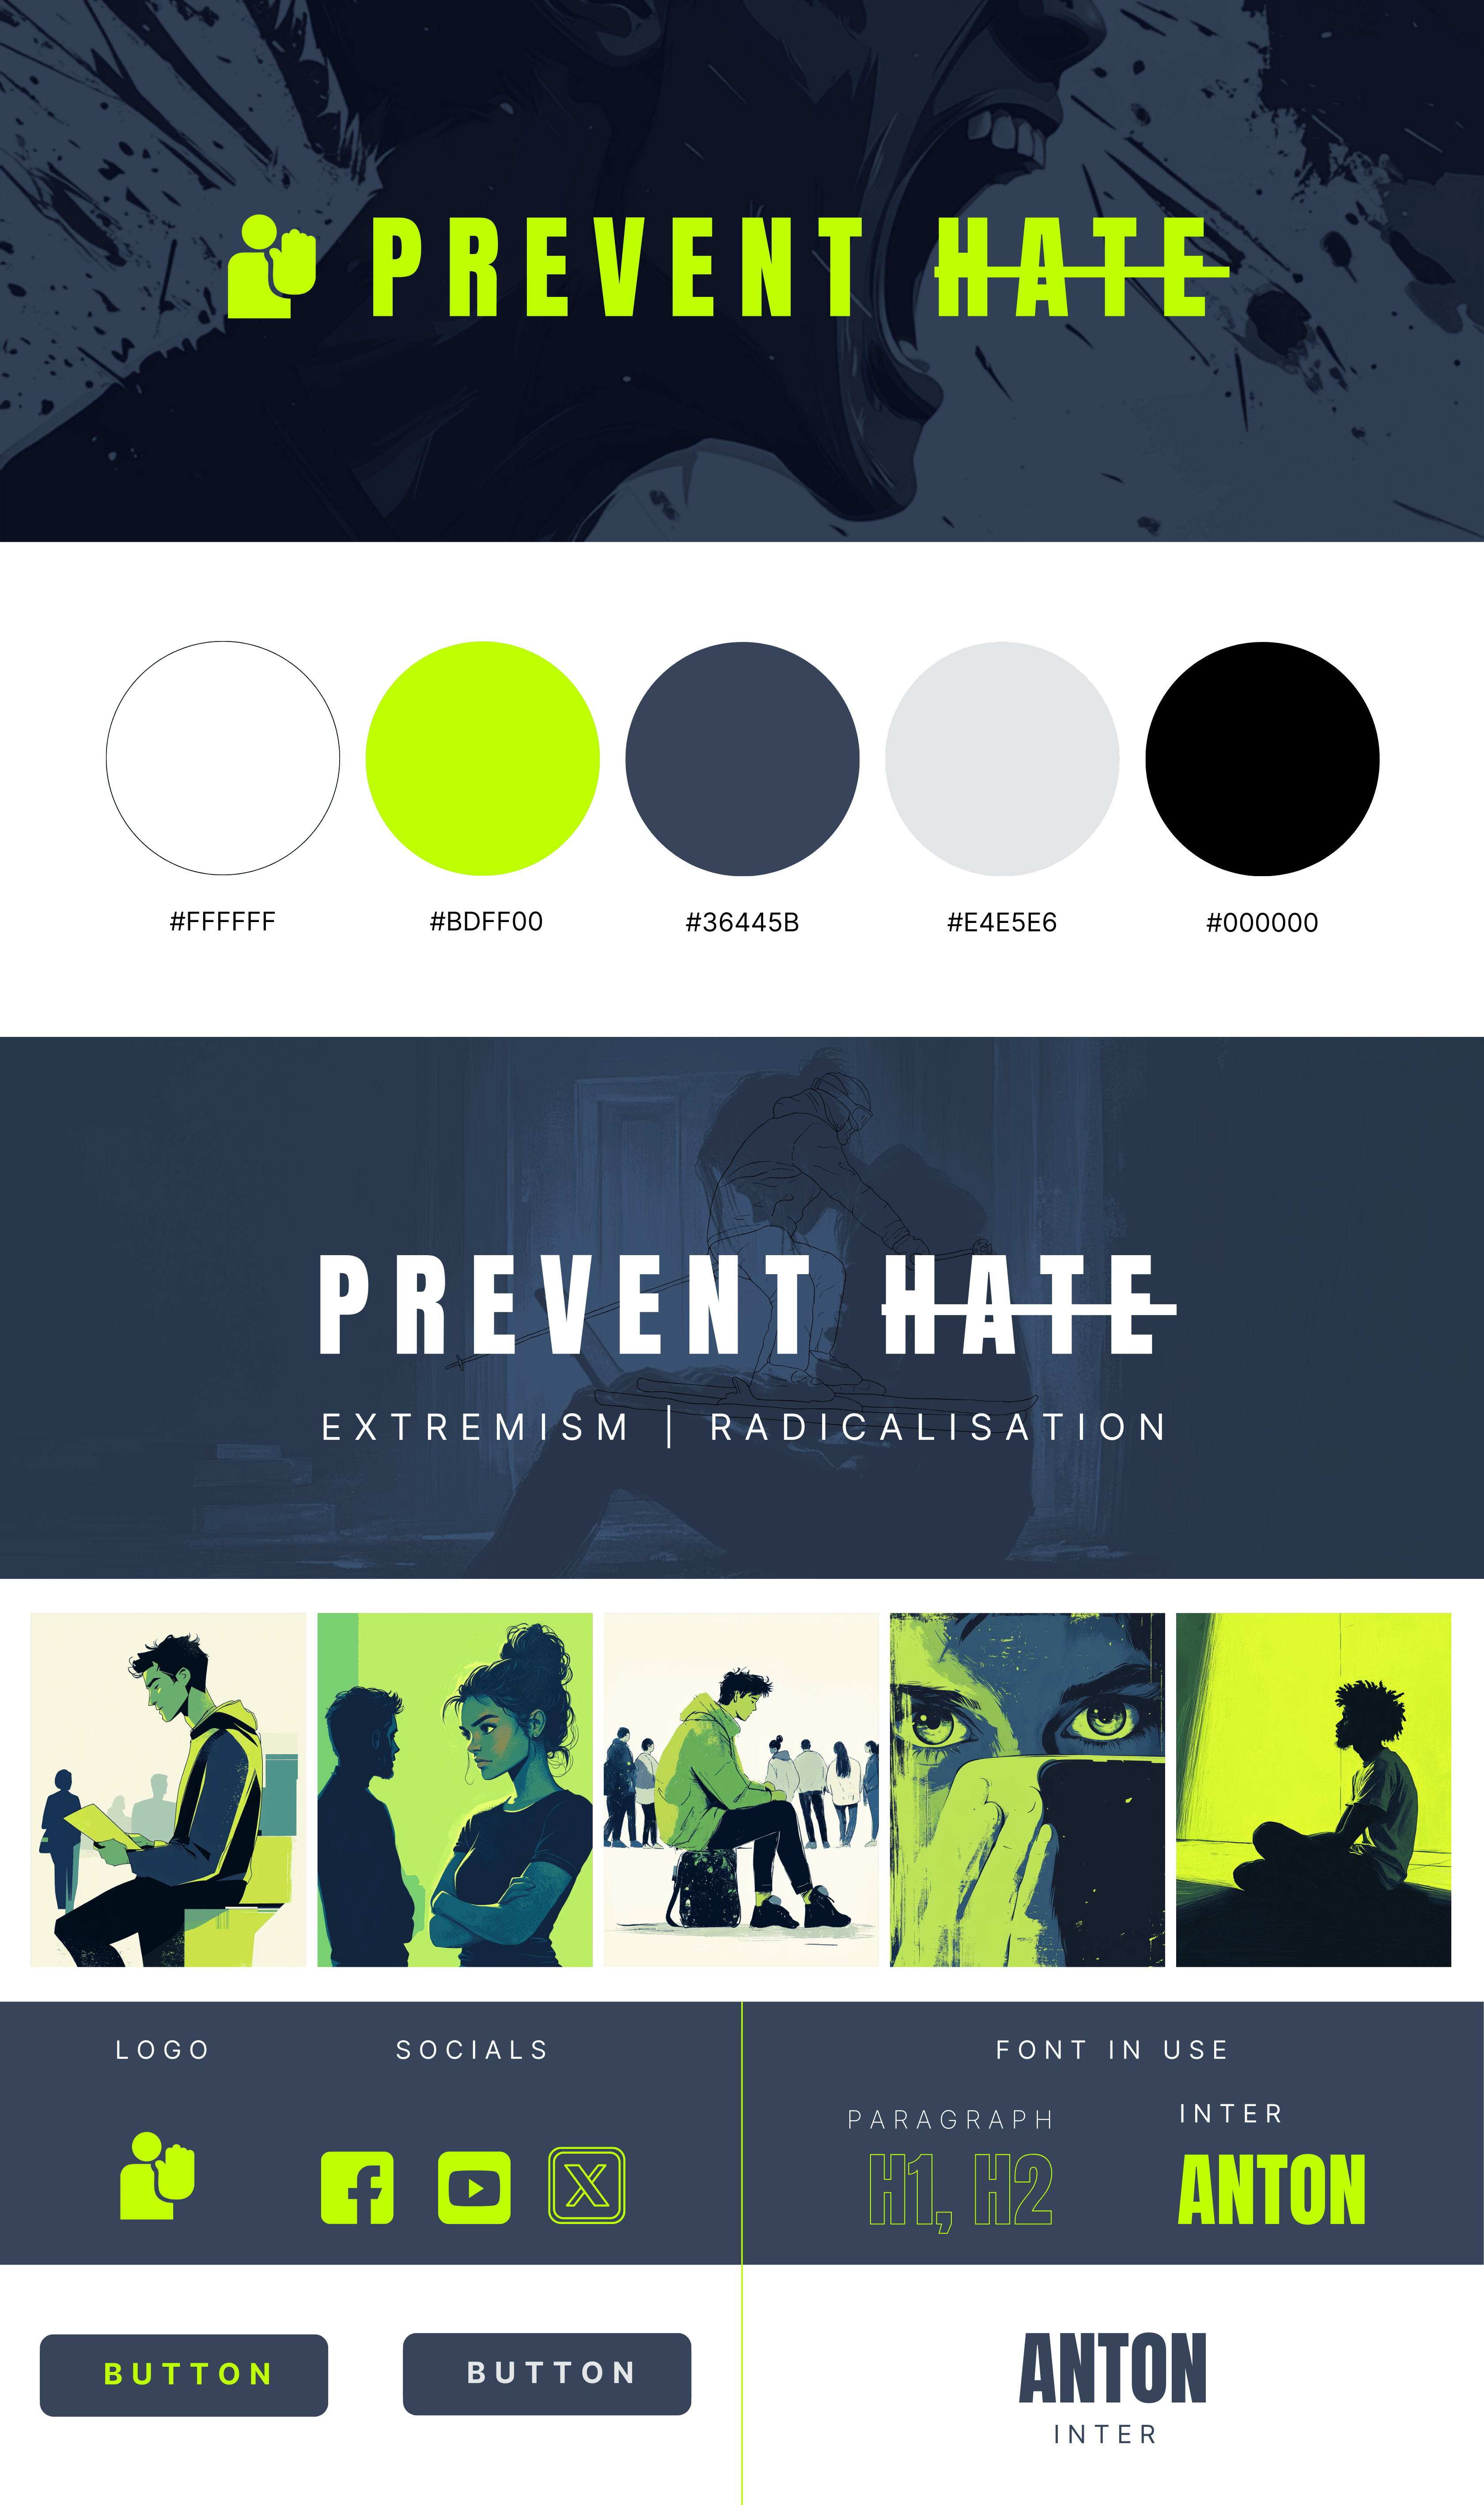 PREVENT HATE
#FFFFFF #BDFF00 #36445B #E4E5E6 #000000
PREVENT HATE
EXTREMISM | RADICALISATION
LOGO SOCIALS
FONT IN USE
PARAGRAPH INTER
H1, H2 ANTON
BUTTON BUTTON
ANTON
INTER